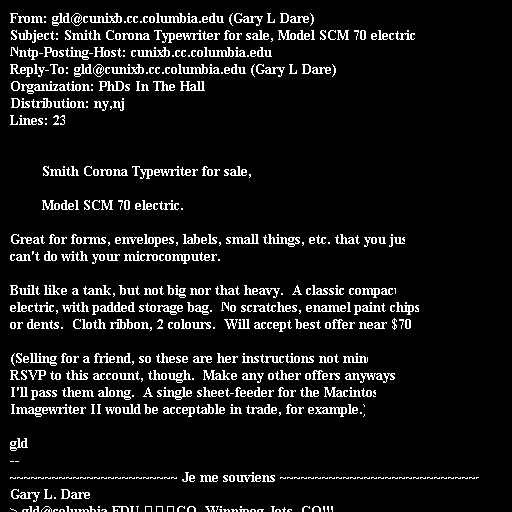 From: gld@cunixb.cc.columbia.edu (Gary L Dare)
Subject: Smith Corona Typewriter for sale, Model SCM 70 electric
Nntp-Posting-Host: cunixb.cc.columbia.edu
Reply-To: gld@cunixb.cc.columbia.edu (Gary L Dare)
Organization: PhDs In The Hall
Distribution: ny,nj
Lines: 23
Smith Corona Typewriter for sale,
Model SCM 70 electric.
Great for forms, envelopes, labels, small things, etc. that you jus
can't do with your microcomputer.
Built like a tank, but not big nor that heavy. A classic compac
electric, with padded storage bag. No scratches, enamel paint chips
or dents. Cloth ribbon, 2 colours. Will accept best offer near $70
(Selling for a friend, so these are her instructions not min
RSVP to this account, though. Make any other offers anyways
I'll pass them along. A single sheet-feeder for the Macintos
Imagewriter II would be acceptable in trade, for example.)
gld
--
~~~~~~~~~~~~~~~~~~~~~~~~ Je me souviens ~~~~~~~~~~~~~~~~~~~~~~~~~~~~~
Gary L. Dare
> gld@columbia.EDU GO Winnipeg Jets GO!!!